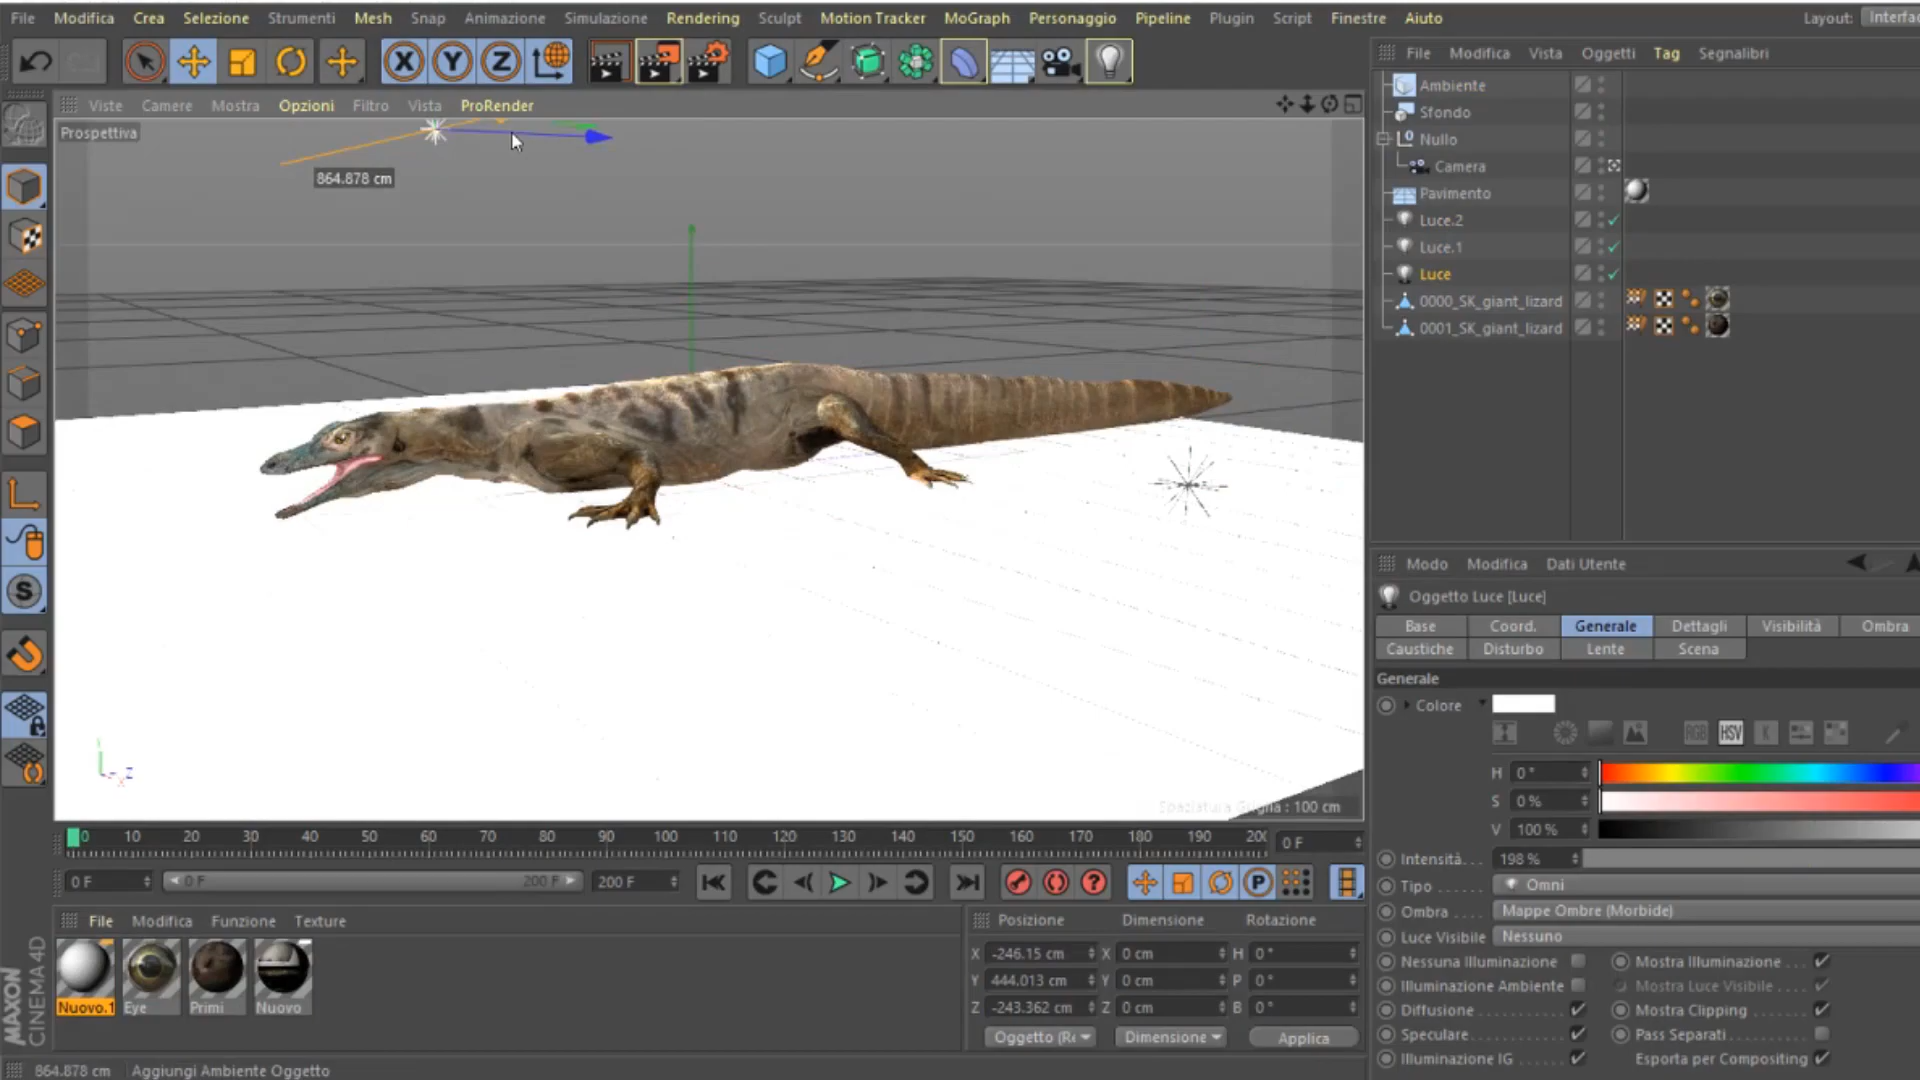 File Modifica Crea Selezione Strumenti Mesh Snap Animazione Simulazione Rendering Sculpt Motion Tracker MoGraph Personaggio Pipeline Plugin Script Finestre Aiuto Layout:
X Y Z
File Modifica Vista Oggetti Tag Segnalibri
Viste Camere Mostra Opzioni Filtro Vista ProRender
Prospettiva
864.878 cm
Ambiente
Sfondo
Nullo
Camera
Pavimento
Luce.2
Luce.1
Luce
0000_SK_giant_lizard
0001_SK_giant_lizard
Z
: 100 cm
Modo Modifica Dati Utente
Oggetto Luce [Luce]
Base Coord. Generale Dettagli Visibilità Ombra
Caustiche Disturbo Lente Scena
Generale
Colore
RGB HSV K
H 0°
S 0%
V 100%
Intensità... 198%
Tipo ...... Omni
Ombra .... Mappe Ombre (Morbide)
Luce Visibile Nessuno
Nessuna Illuminazione Mostra Illuminazione ...
Illuminazione Ambiente Mostra Luce Visibile ....
Diffusione ........... Mostra Clipping ........
Speculare ........... Pass Separati .........
Illuminazione IG ...... Esporta per Compositing
0 10 20 30 40 50 60 70 80 90 100 110 120 130 140 150 160 170 180 190 0 F
0 F 0 F 200 F 200 F
P
File Modifica Funzione Texture
Nuovo.1 Eye Primi Nuovo
Posizione Dimensione Rotazione
X -246.15 cm X 0 cm H 0°
Y 444.013 cm Y 0 cm P 0°
Z -243.362 cm Z 0 cm B 0°
Oggetto (Re Dimensione Applica
MAXON
CINEMA 4D
864.878 cm Aggiungi Ambiente Oggetto